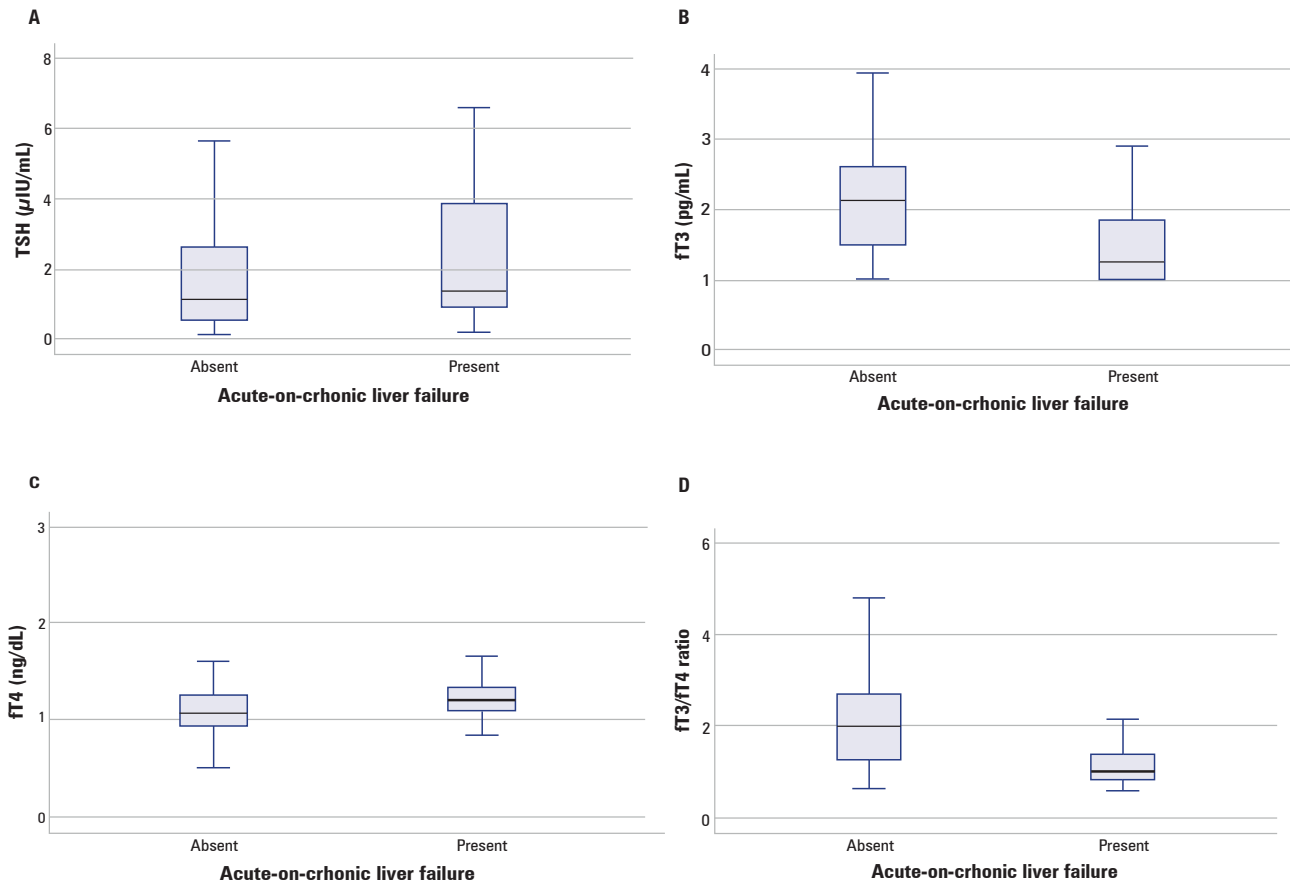 A
TSH (µIU/mL)
8
6
4
2
0
Absent
Present
Acute-on-crhonic liver failure
B
fT3 (pg/mL)
4
3
2
1
0
Absent
Present
Acute-on-crhonic liver failure
C
fT4 (ng/dL)
3
2
1
0
Absent
Present
Acute-on-crhonic liver failure
D
fT3/fT4 ratio
6
4
2
0
Absent
Present
Acute-on-crhonic liver failure